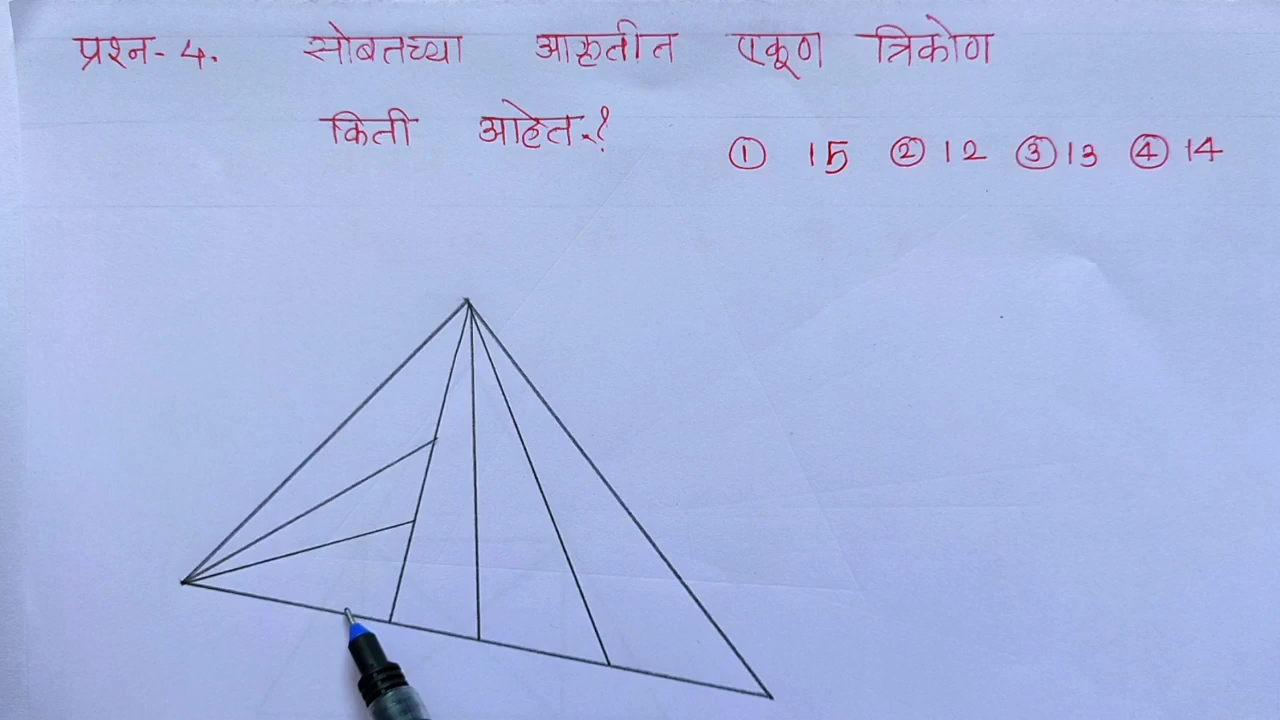 प्रश्न- 4. सोबतच्या आकृतीत एकूण त्रिकोण
किती आहेत.?
① 15 ② 12 ③ 13 ④ 14